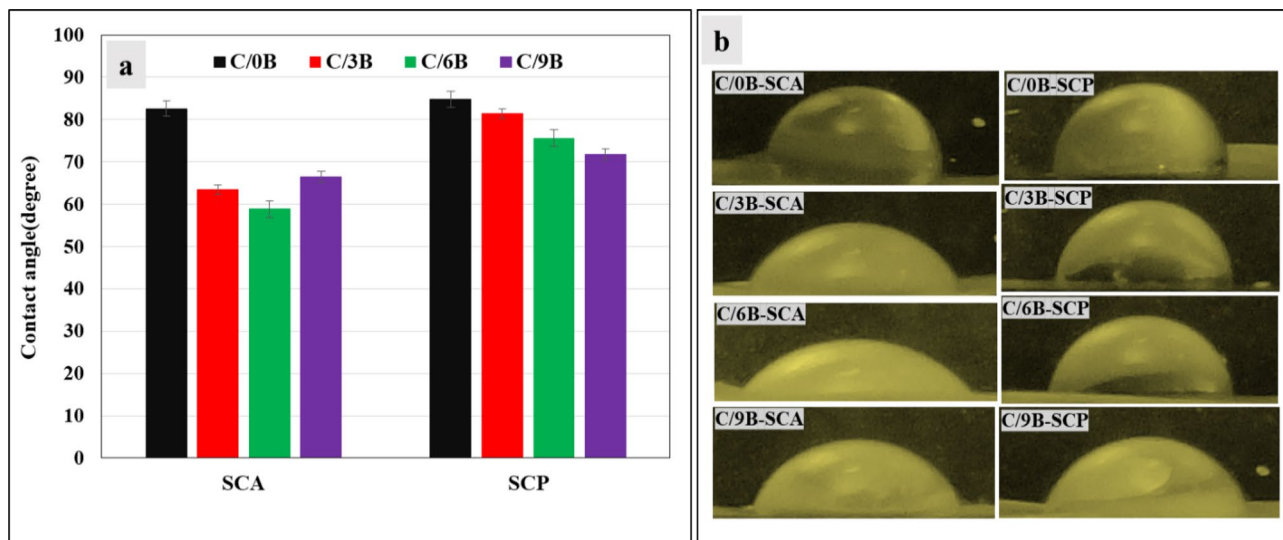 a
C/0B C/3B C/6B C/9B
Contact angle(degree)
100
90
80
70
60
50
40
30
20
10
0
SCA SCP
b
C/0B-SCA C/0B-SCP
C/3B-SCA C/3B-SCP
C/6B-SCA C/6B-SCP
C/9B-SCA C/9B-SCP